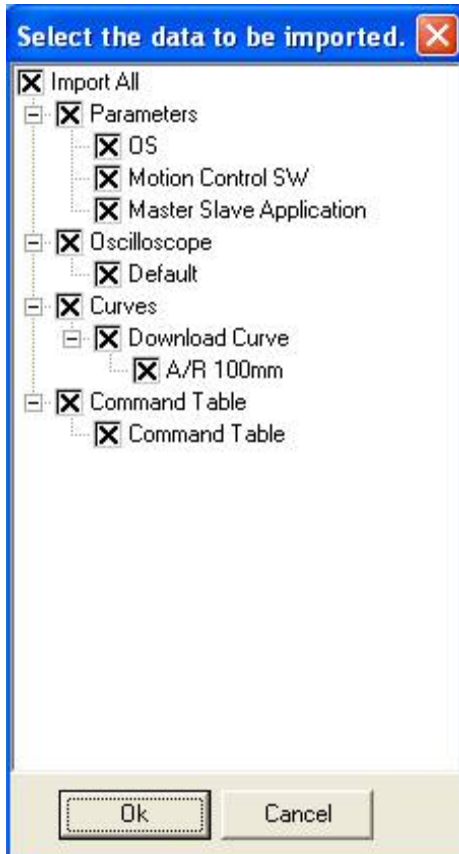 Select the data to be imported.
Import All
Parameters
OS
Motion Control SW
Master Slave Application
Oscilloscope
Default
Curves
Download Curve
A/R 100mm
Command Table
Command Table
Ok Cancel